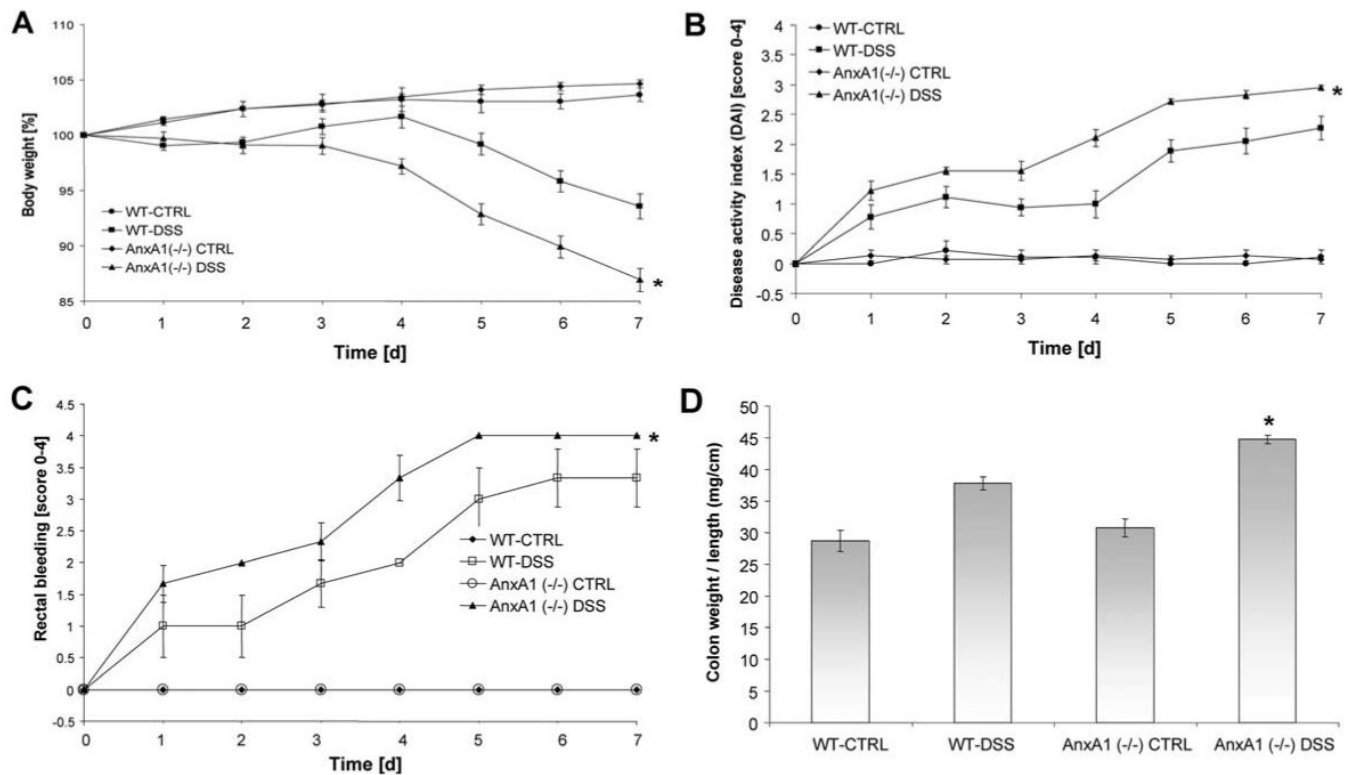 A
Body weight [%]
110
105
100
95
90
85
WT-CTRL
WT-DSS
AnxA1(-/-) CTRL
AnxA1(-/-) DSS
*
0 1 2 3 4 5 6 7
Time [d]
B
Disease activity index (DAI) [score 0-4]
4
3.5
3
2.5
2
1.5
1
0.5
0
-0.5
WT-CTRL
WT-DSS
AnxA1(-/-) CTRL
AnxA1(-/-) DSS
*
0 1 2 3 4 5 6 7
Time [d]
C
Rectal bleeding [score 0-4]
4.5
4
3.5
3
2.5
2
1.5
1
0.5
0
-0.5
*
WT-CTRL
WT-DSS
AnxA1 (-/-) CTRL
AnxA1 (-/-) DSS
0 1 2 3 4 5 6 7
Time [d]
D
Colon weight / length (mg/cm)
50
45
40
35
30
25
20
15
10
5
0
*
WT-CTRL WT-DSS AnxA1 (-/-) CTRL AnxA1 (-/-) DSS